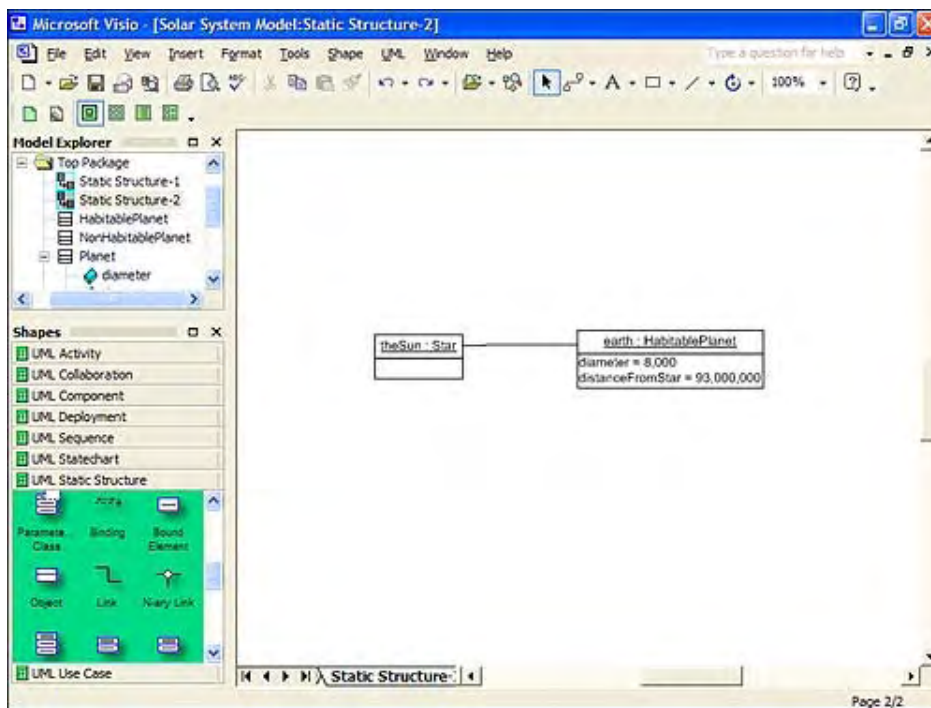 Microsoft Visio - [Solar System Model:Static Structure-2]
File Edit View Insert Format Tools Shape UML Window Help
Type a question for help
100%
Model Explorer
Top Package
Static Structure-1
Static Structure-2
HabitablePlanet
NonHabitablePlanet
Planet
diameter
Shapes
UML Activity
UML Collaboration
UML Component
UML Deployment
UML Sequence
UML Statechart
UML Static Structure
Paramete... Class
Binding
Bound Element
Object
Link
N-ary Link
UML Use Case
theSun : Star
earth : HabitablePlanet
diameter = 8,000
distanceFromStar = 93,000,000
Static Structure-
Page 2/2